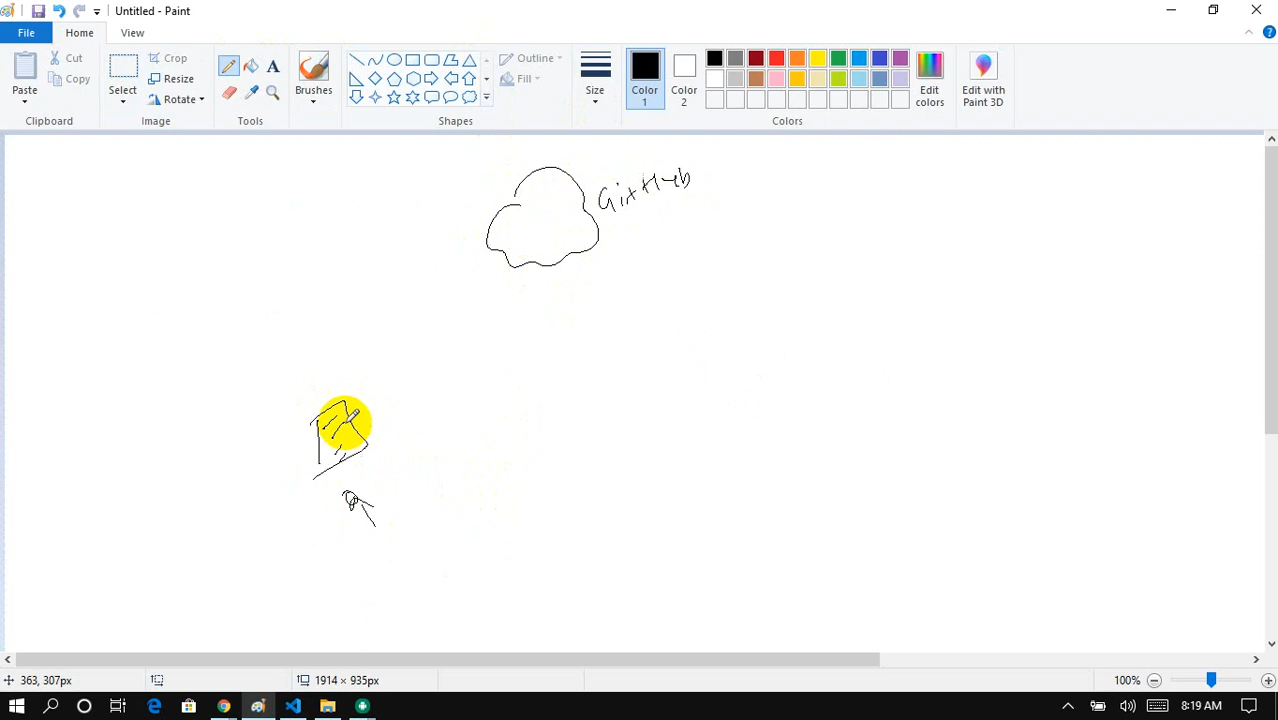 Untitled - Paint
File Home View
Paste
Cut
Copy
Clipboard
Select
Crop
Resize
Rotate
Image
A
Tools
Brushes
Outline
Fill
Shapes
Size
Color 1
Color 2
Edit colors
Colors
Edit with Paint 3D
GitHub
363, 307px
1914 × 935px
100%
8:19 AM